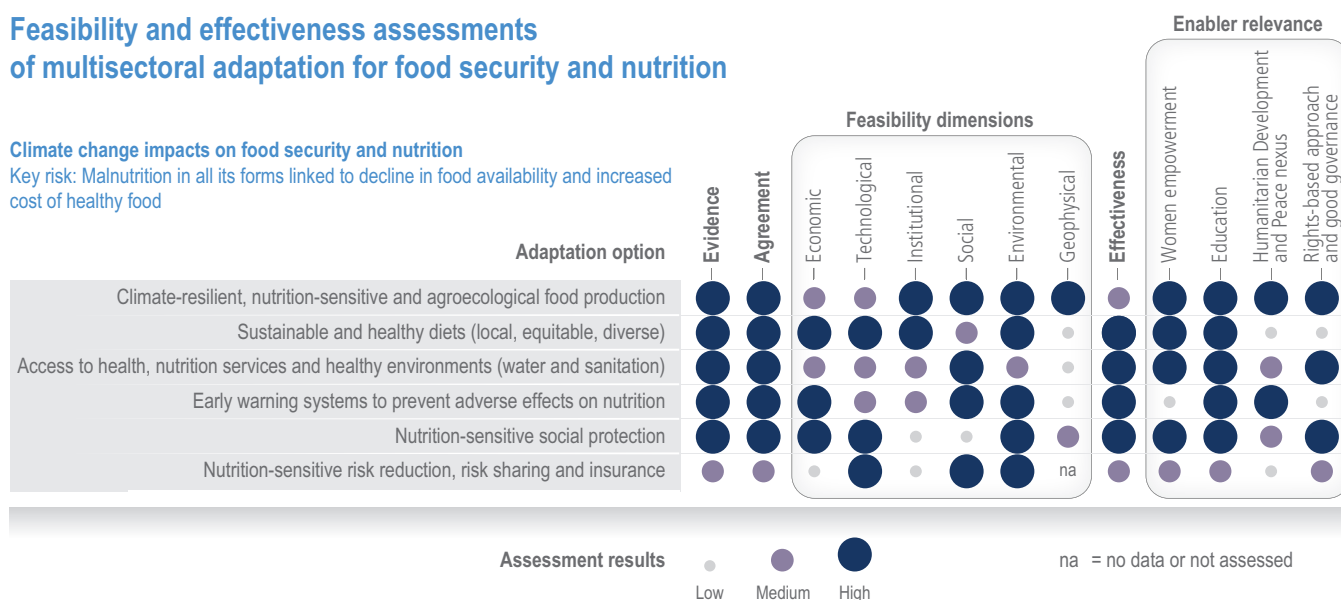 Feasibility and effectiveness assessments
of multisectoral adaptation for food security and nutrition
Climate change impacts on food security and nutrition
Key risk: Malnutrition in all its forms linked to decline in food availability and increased
cost of healthy food
Enabler relevance
Feasibility dimensions
Adaptation option
Evidence
Agreement
Economic
Technological
Institutional
Social
Environmental
Geophysical
Effectiveness
Women empowerment
Education
Humanitarian Development
and Peace nexus
Rights-based approach
and good governance
Climate-resilient, nutrition-sensitive and agroecological food production
Sustainable and healthy diets (local, equitable, diverse)
Access to health, nutrition services and healthy environments (water and sanitation)
Early warning systems to prevent adverse effects on nutrition
Nutrition-sensitive social protection
Nutrition-sensitive risk reduction, risk sharing and insurance
na
Assessment results
Low
Medium
High
na = no data or not assessed